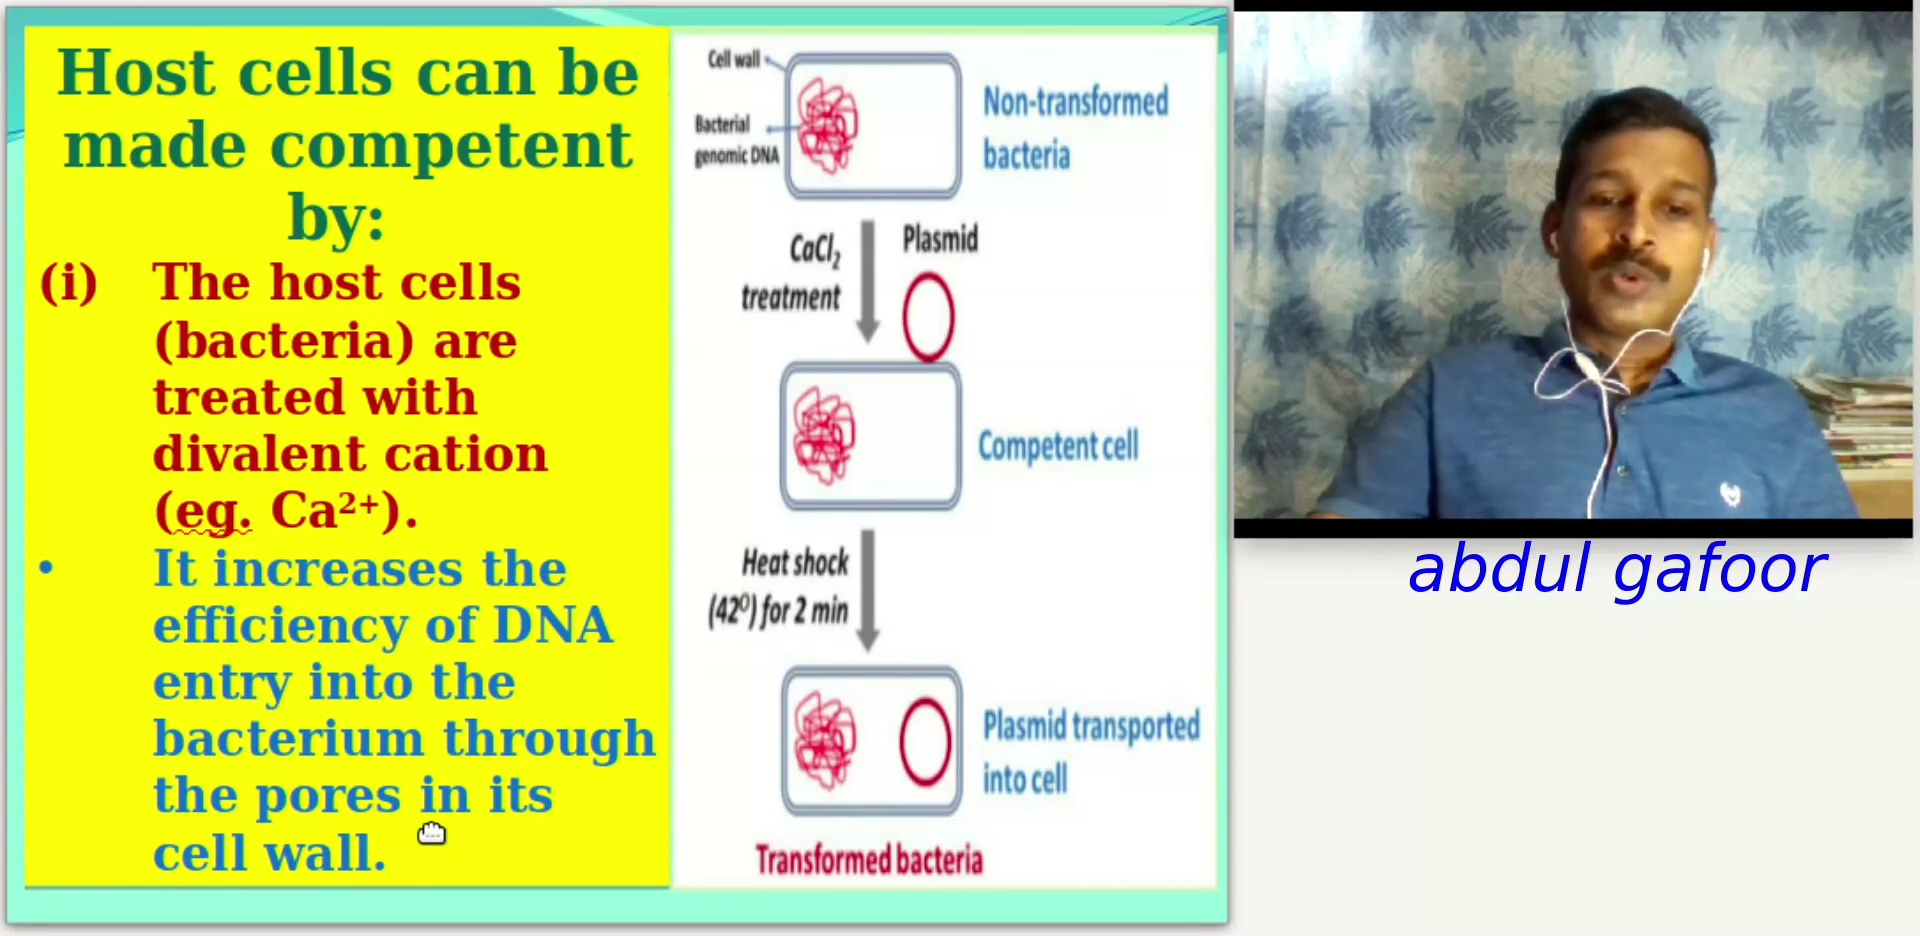 Host cells can be
made competent
by:
(i) The host cells
(bacteria) are
treated with
divalent cation
(eg. Ca²⁺).
• It increases the
efficiency of DNA
entry into the
bacterium through
the pores in its
cell wall.
Cell wall
Bacterial
genomic DNA
Non-transformed
bacteria
CaCl₂
treatment
Plasmid
Competent cell
Heat shock
(42⁰) for 2 min
Plasmid transported
into cell
Transformed bacteria
abdul gafoor